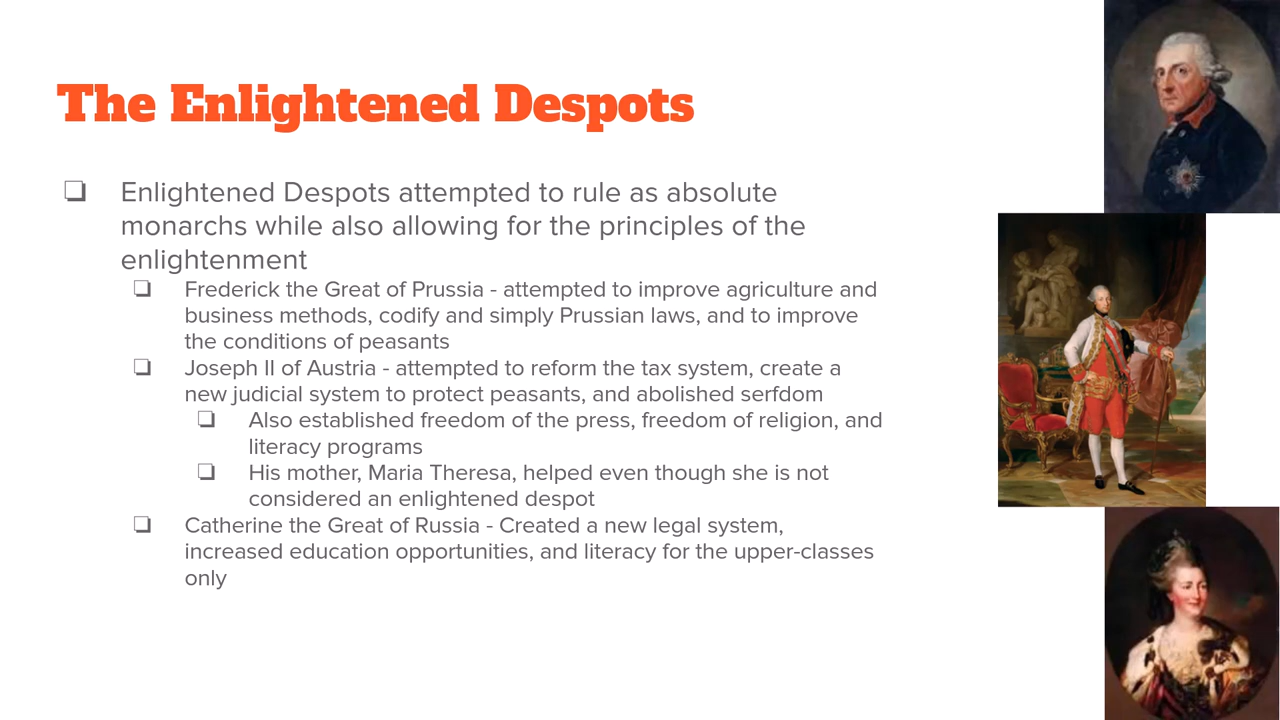 The Enlightened Despots
❏ Enlightened Despots attempted to rule as absolute
monarchs while also allowing for the principles of the
enlightenment
❏ Frederick the Great of Prussia - attempted to improve agriculture and
business methods, codify and simply Prussian laws, and to improve
the conditions of peasants
❏ Joseph II of Austria - attempted to reform the tax system, create a
new judicial system to protect peasants, and abolished serfdom
❏ Also established freedom of the press, freedom of religion, and
literacy programs
❏ His mother, Maria Theresa, helped even though she is not
considered an enlightened despot
❏ Catherine the Great of Russia - Created a new legal system,
increased education opportunities, and literacy for the upper-classes
only